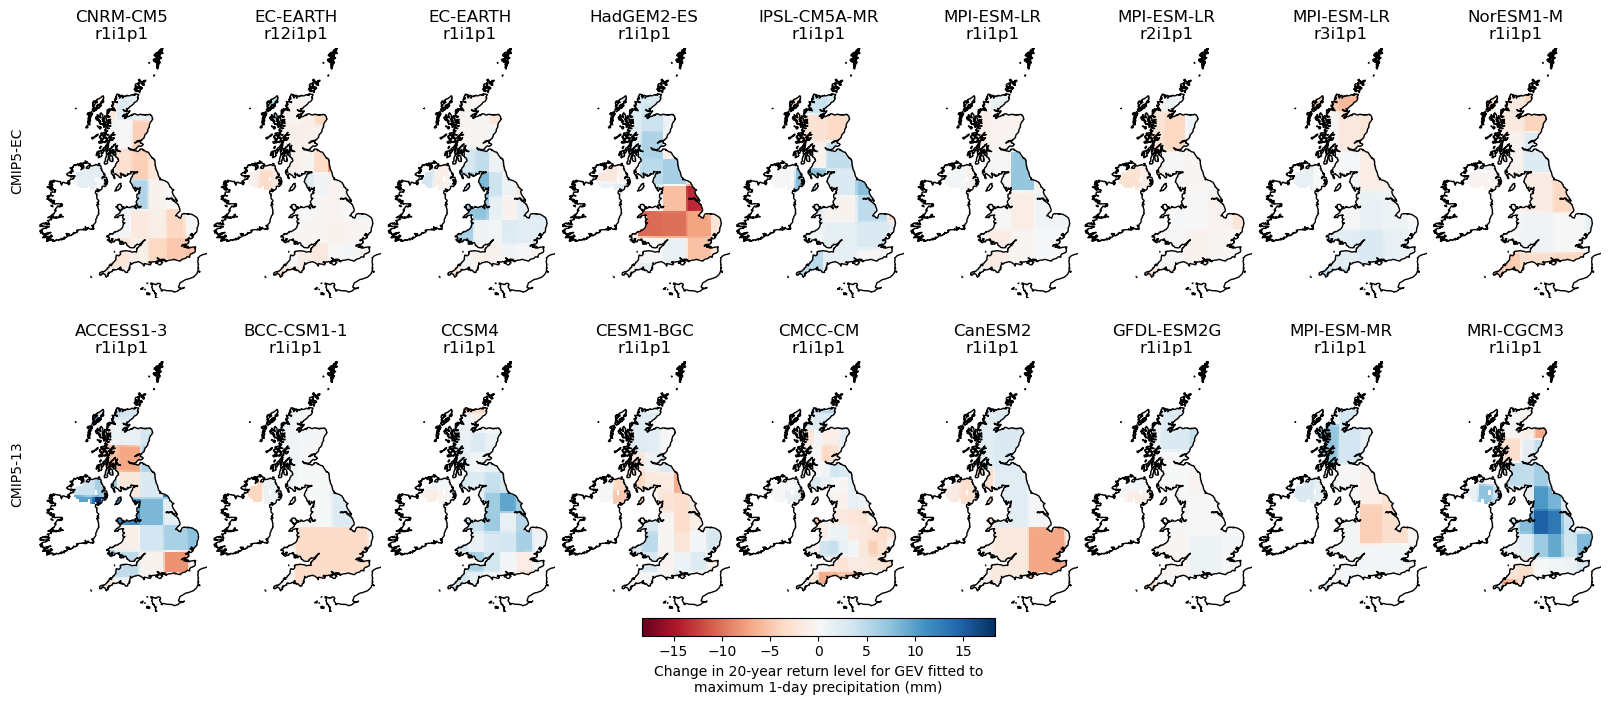 CNRM-CM5
r1i1p1
EC-EARTH
r12i1p1
EC-EARTH
r1i1p1
HadGEM2-ES
r1i1p1
IPSL-CM5A-MR
r1i1p1
MPI-ESM-LR
r1i1p1
MPI-ESM-LR
r2i1p1
MPI-ESM-LR
r3i1p1
NorESM1-M
r1i1p1
CMIP5-EC
ACCESS1-3
r1i1p1
BCC-CSM1-1
r1i1p1
CCSM4
r1i1p1
CESM1-BGC
r1i1p1
CMCC-CM
r1i1p1
CanESM2
r1i1p1
GFDL-ESM2G
r1i1p1
MPI-ESM-MR
r1i1p1
MRI-CGCM3
r1i1p1
CMIP5-13
−15 −10 −5 0 5 10 15
Change in 20-year return level for GEV fitted to
maximum 1-day precipitation (mm)